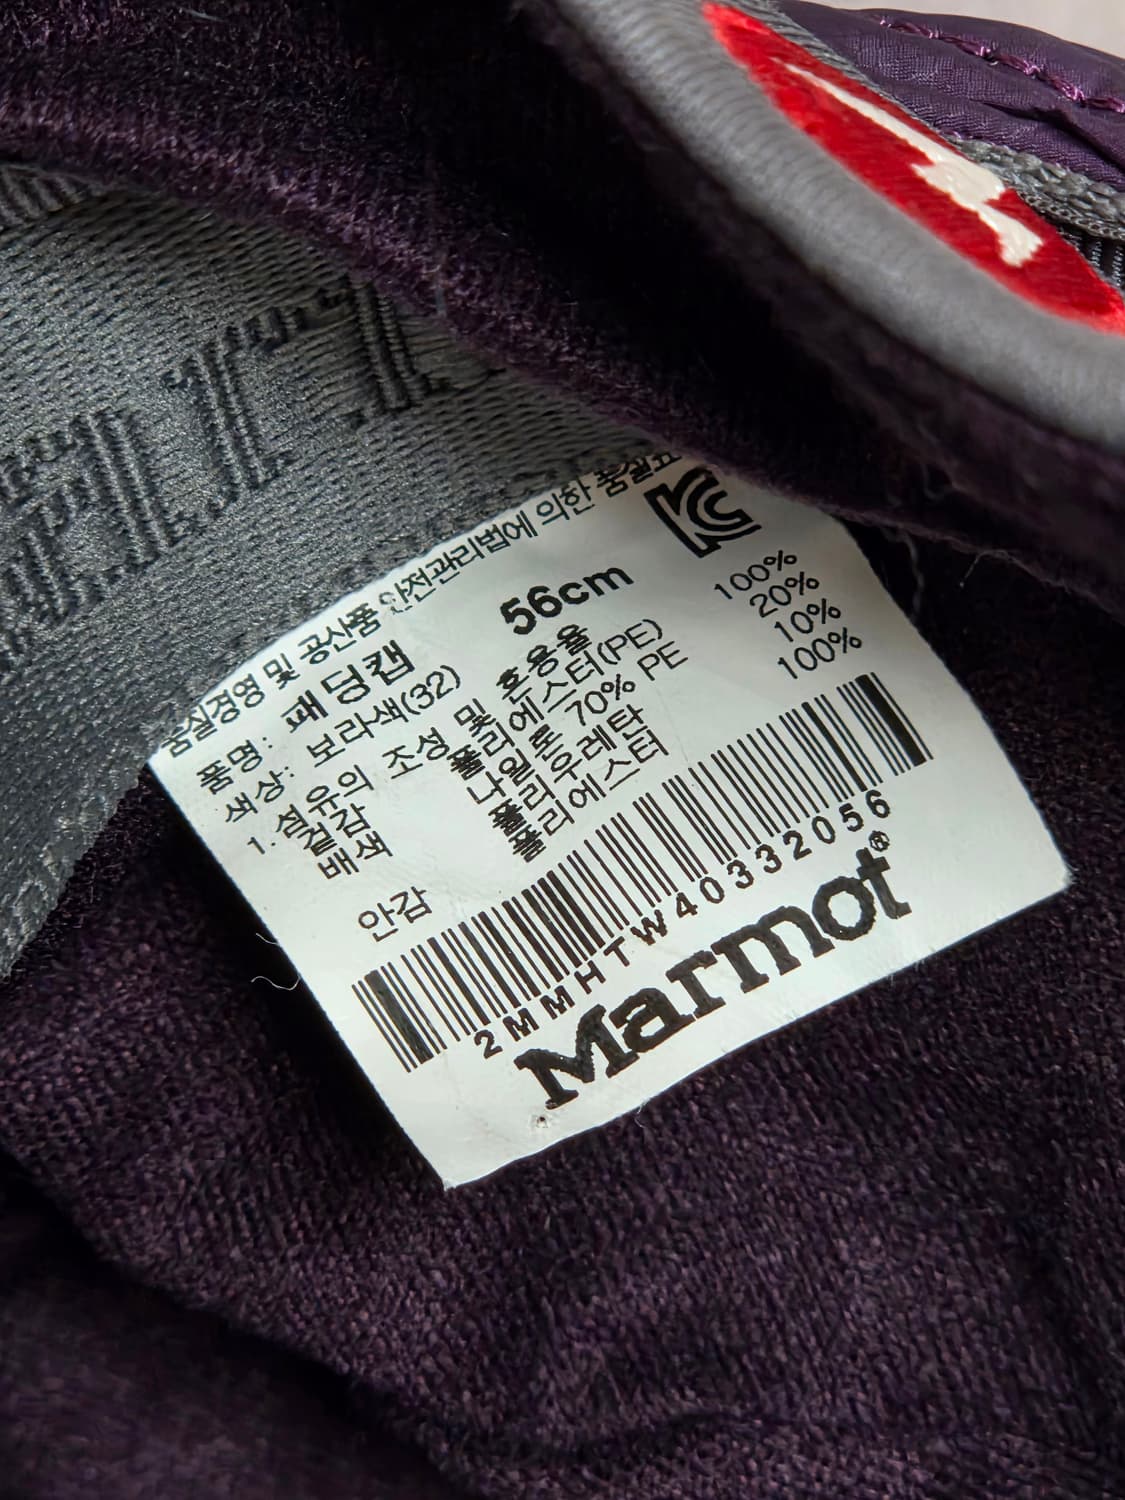 품질경영 및 공산품 안전관리법에 의한 품질표
품명: 패딩캡 56cm
색상: 보라색(32)
1. 섬유의 조성 및 혼용율
겉감 폴리에스터(PE) 100%
배색 나일론 70% PE 20%
폴리우레탄 10%
안감 폴리에스터 100%
2MMHTW40332056
Marmot®